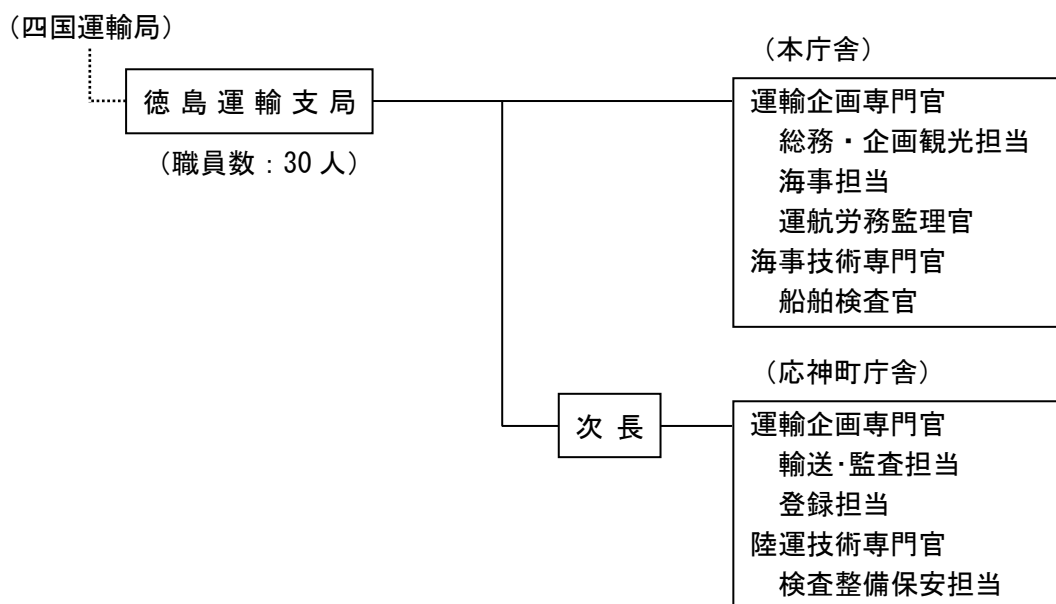 （四国運輸局）
徳島運輸支局
（職員数：30人）
（本庁舎）
運輸企画専門官
総務・企画観光担当
海事担当
運航労務監理官
海事技術専門官
船舶検査官
（応神町庁舎）
次長
運輸企画専門官
輸送・監査担当
登録担当
陸運技術専門官
検査整備保安担当